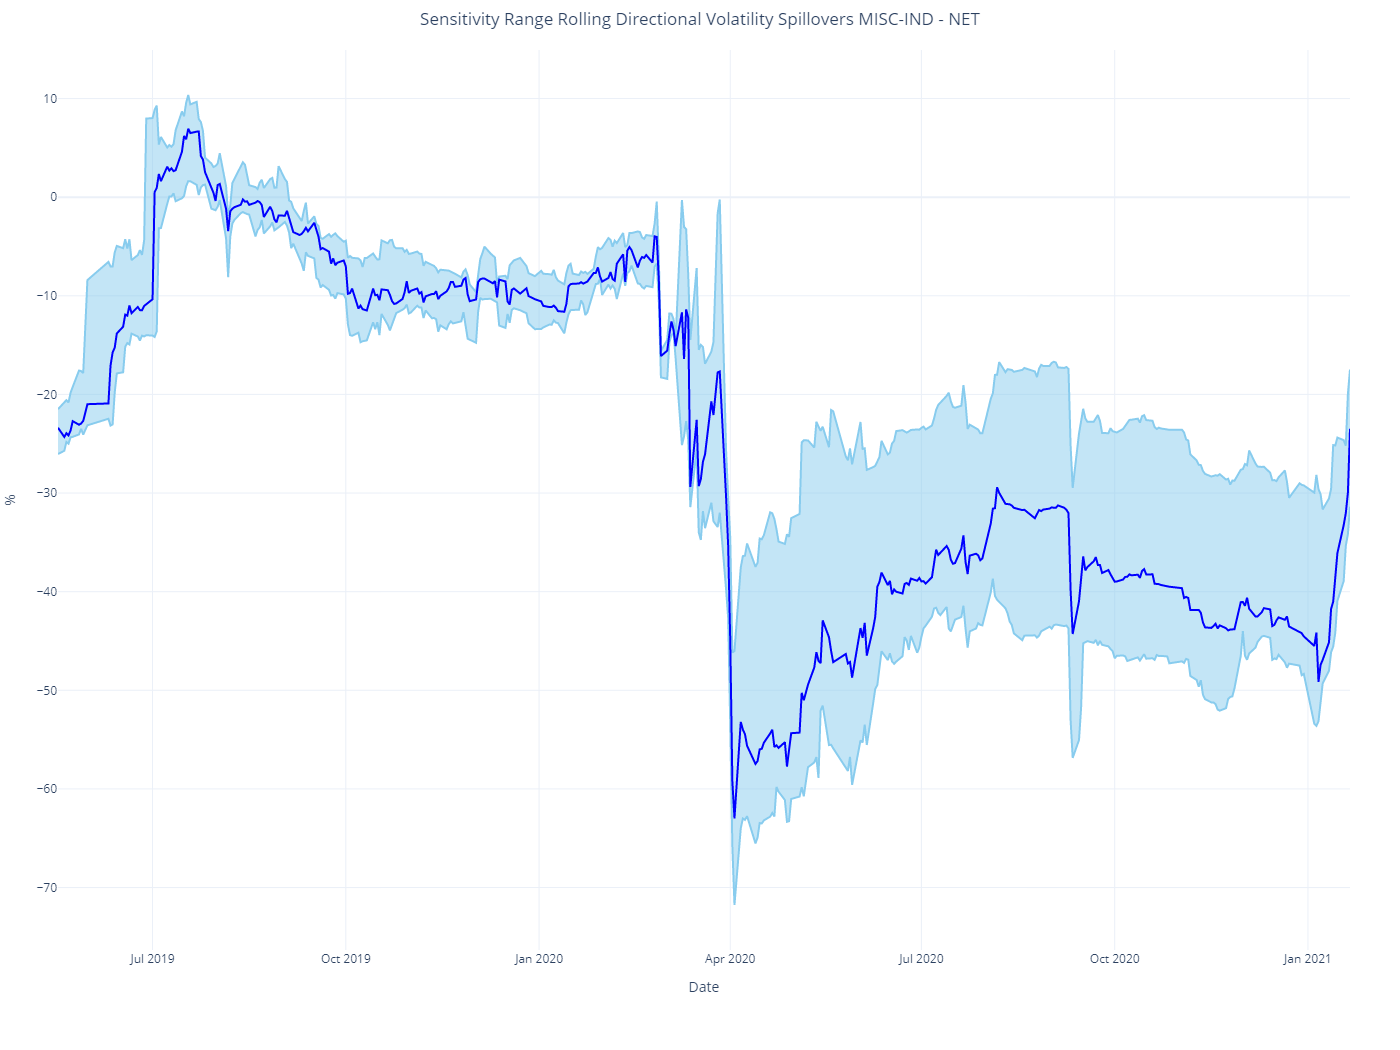 Sensitivity Range Rolling Directional Volatility Spillovers MISC-IND - NET
10
0
−10
−20
−30
−40
−50
−60
−70
%
Jul 2019
Oct 2019
Jan 2020
Apr 2020
Jul 2020
Oct 2020
Jan 2021
Date